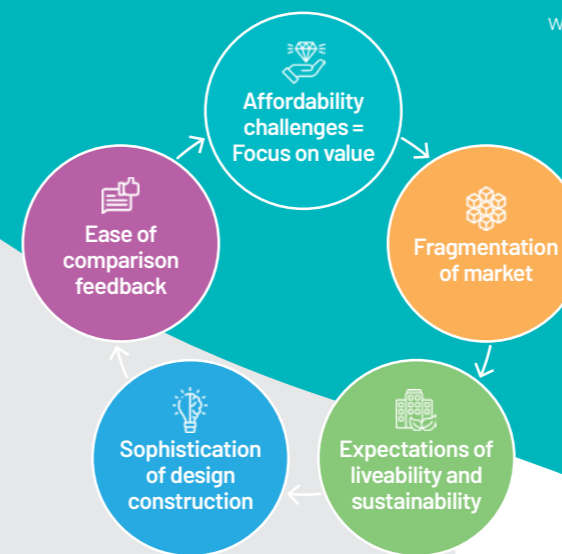 W
Affordability
challenges =
Focus on value
Fragmentation
of market
Expectations of
liveability and
sustainability
Sophistication
of design
construction
Ease of
comparison
feedback